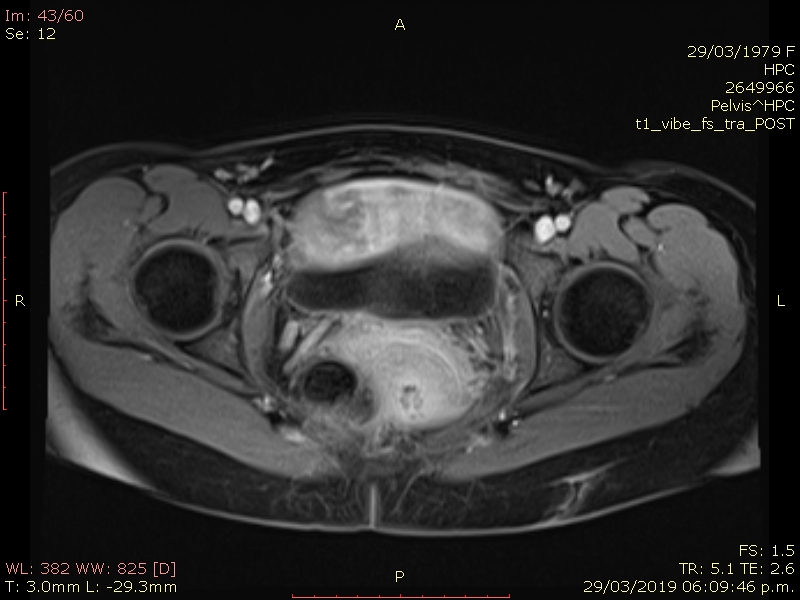 Im: 43/60
Se: 12
A
29/03/1979 F
HPC
2649966
Pelvis^HPC
t1_vibe_fs_tra_POST
R
L
WL: 382 WW: 825 [D]
T: 3.0mm L: -29.3mm
P
FS: 1.5
TR: 5.1 TE: 2.6
29/03/2019 06:09:46 p.m.